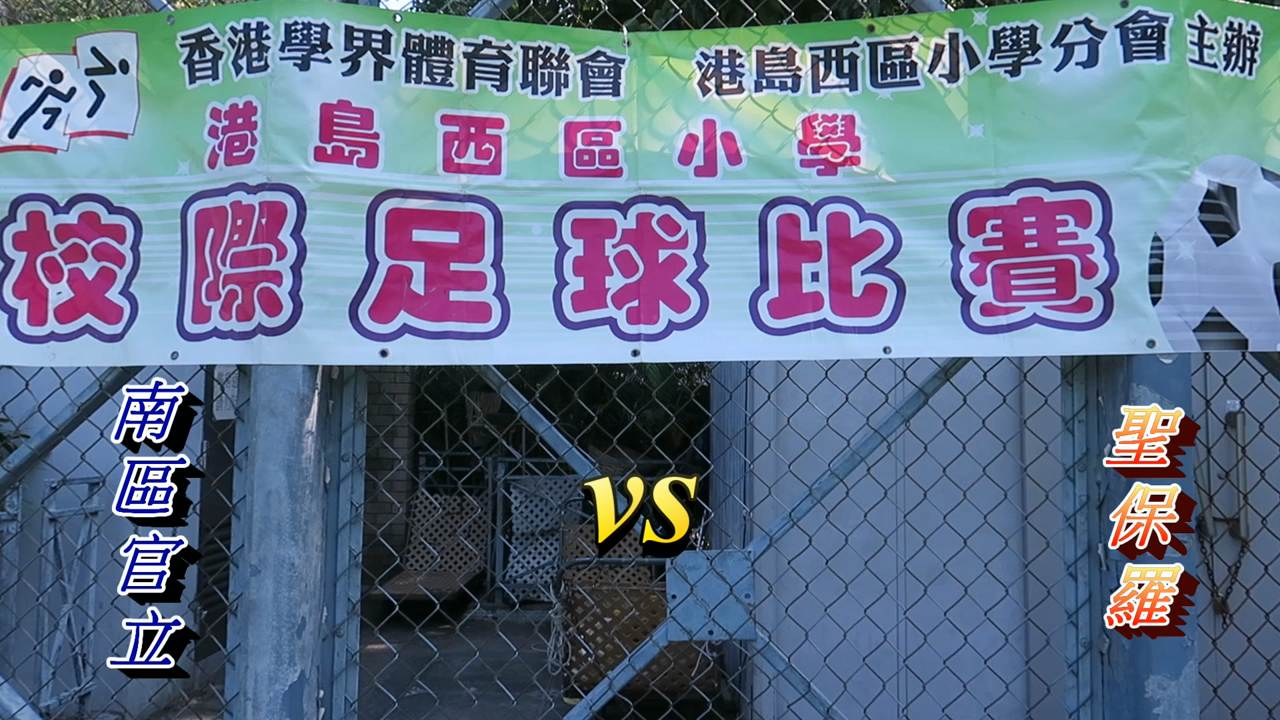 香港學界體育聯會 港島西區小學分會 主辦
港島西區小學
校際足球比賽
南區官立
vs
聖保羅